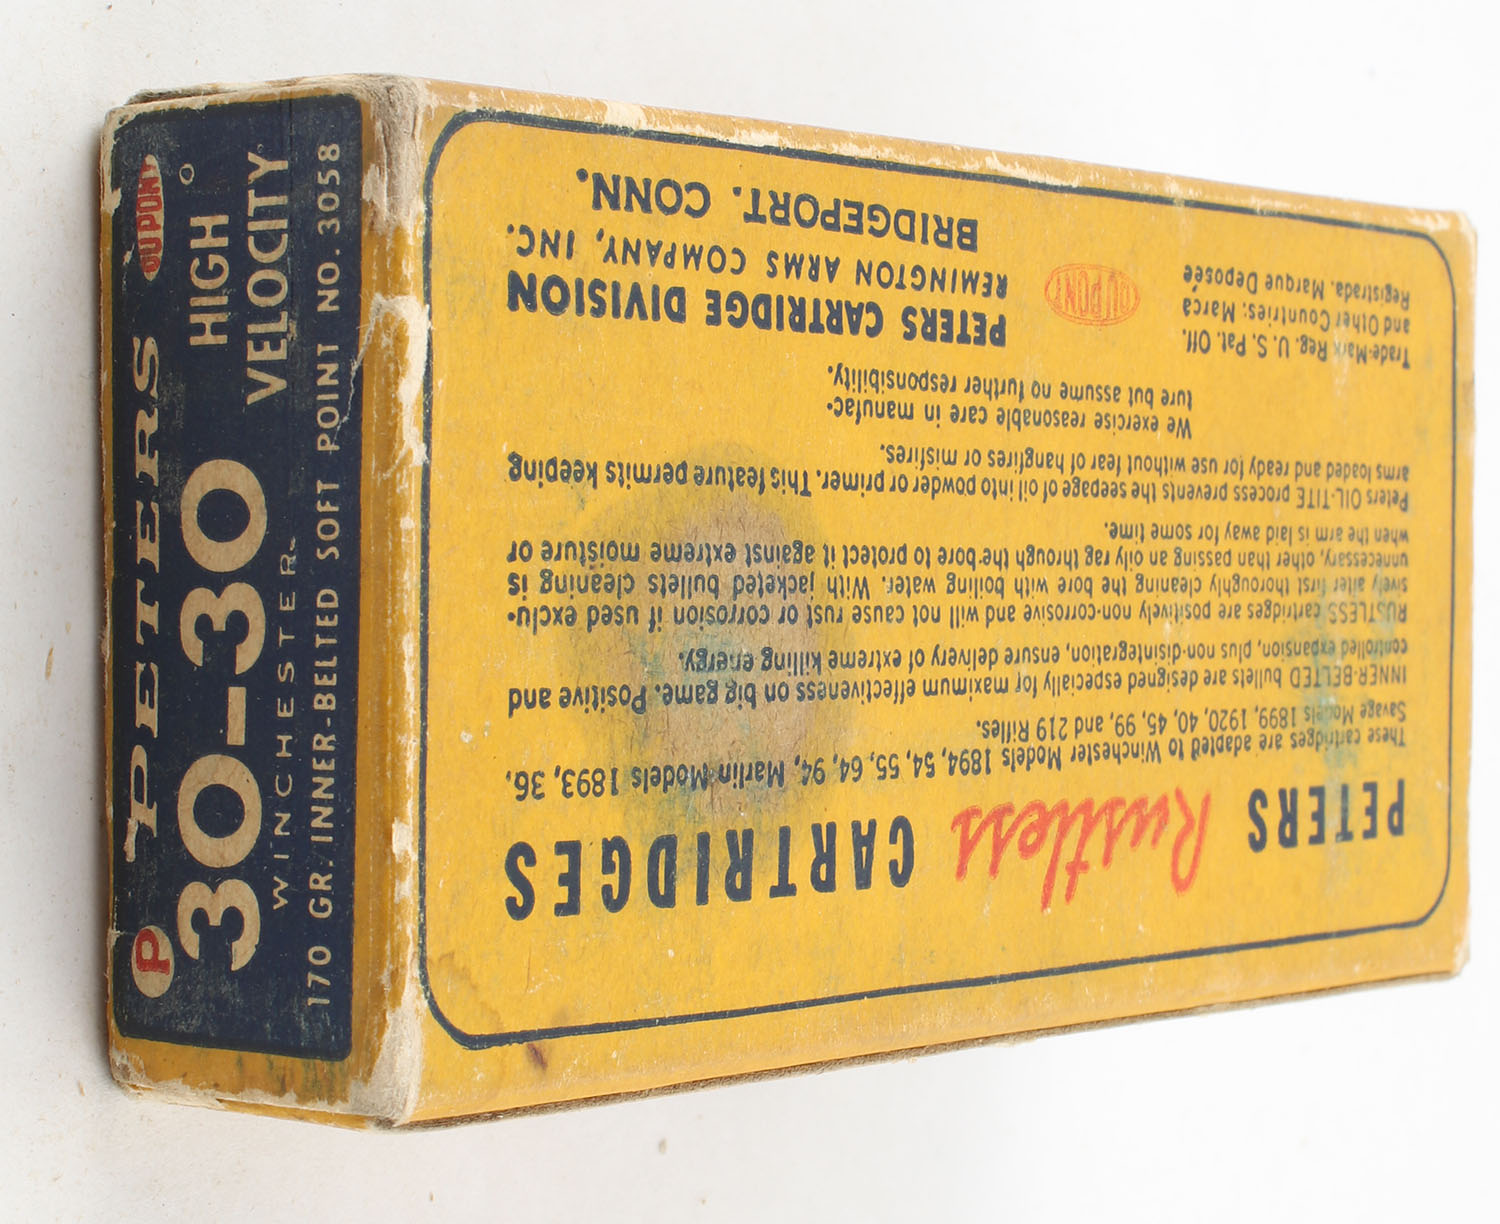 P PETERS DUPONT
30-30 HIGH
VELOCITY
WINCHESTER
170 GR. INNER-BELTED SOFT POINT NO. 3058
PETERS Rustless CARTRIDGES
These cartridges are adapted to Winchester Models 1894, 54, 55, 64, 94, Marlin Models 1893, 36,
Savage Models 1899, 1920, 40, 45, 99, and 219 Rifles.
INNER-BELTED bullets are designed especially for maximum effectiveness on big game. Positive and
controlled expansion, plus non-disintegration, ensure delivery of extreme killing energy.
RUSTLESS cartridges are positively non-corrosive and will not cause rust or corrosion if used exclu-
sively after first thoroughly cleaning the bore with boiling water. With jacketed bullets cleaning is
unnecessary, other than passing an oily rag through the bore to protect it against extreme moisture or
when the arm is laid away for some time.
Peters OIL-TITE process prevents the seepage of oil into powder or primer. This feature permits keeping
arms loaded and ready for use without fear of hangfires or misfires.
We exercise reasonable care in manufac-
ture but assume no further responsibility.
Trade-Mark Reg. U. S. Pat. Off.
and Other Countries; Marca
Registrada. Marque Deposée
DUPONT
PETERS CARTRIDGE DIVISION
REMINGTON ARMS COMPANY, INC.
BRIDGEPORT. CONN.